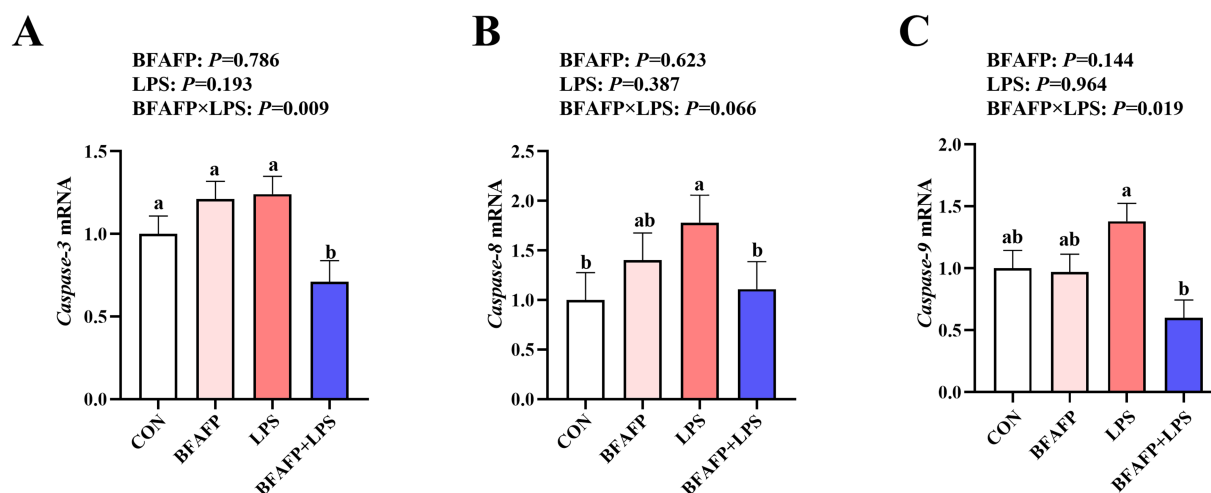 A
BFAFP: P=0.786
LPS: P=0.193
BFAFP×LPS: P=0.009
Caspase-3 mRNA
1.5
1.0
0.5
0.0
a
a
a
b
CON
BFAFP
LPS
BFAFP+LPS
B
BFAFP: P=0.623
LPS: P=0.387
BFAFP×LPS: P=0.066
Caspase-8 mRNA
2.5
2.0
1.5
1.0
0.5
0.0
b
ab
a
b
CON
BFAFP
LPS
BFAFP+LPS
C
BFAFP: P=0.144
LPS: P=0.964
BFAFP×LPS: P=0.019
Caspase-9 mRNA
2.0
1.5
1.0
0.5
0.0
ab
ab
a
b
CON
BFAFP
LPS
BFAFP+LPS